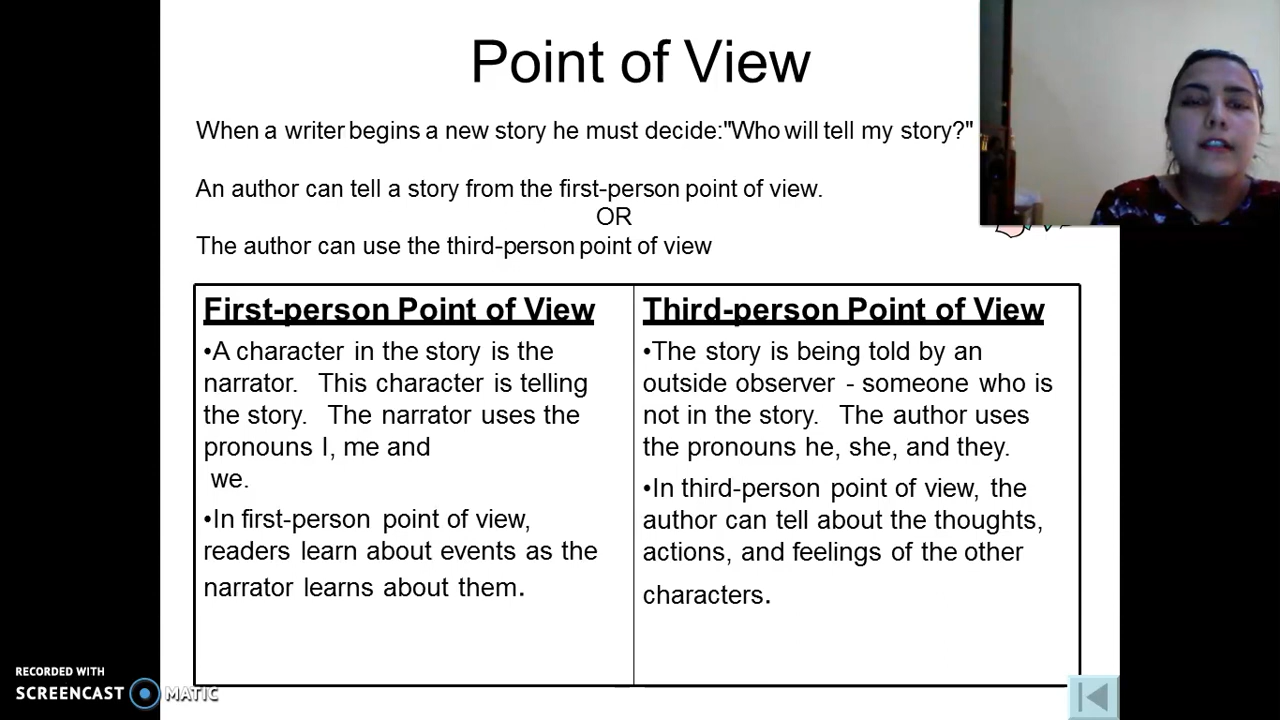 Point of View
When a writer begins a new story he must decide:"Who will tell my story?"
An author can tell a story from the first-person point of view.
OR
The author can use the third-person point of view
First-person Point of View
•A character in the story is the
narrator. This character is telling
the story. The narrator uses the
pronouns I, me and
we.
•In first-person point of view,
readers learn about events as the
narrator learns about them.
Third-person Point of View
•The story is being told by an
outside observer - someone who is
not in the story. The author uses
the pronouns he, she, and they.
•In third-person point of view, the
author can tell about the thoughts,
actions, and feelings of the other
characters.
RECORDED WITH
SCREENCAST MATIC